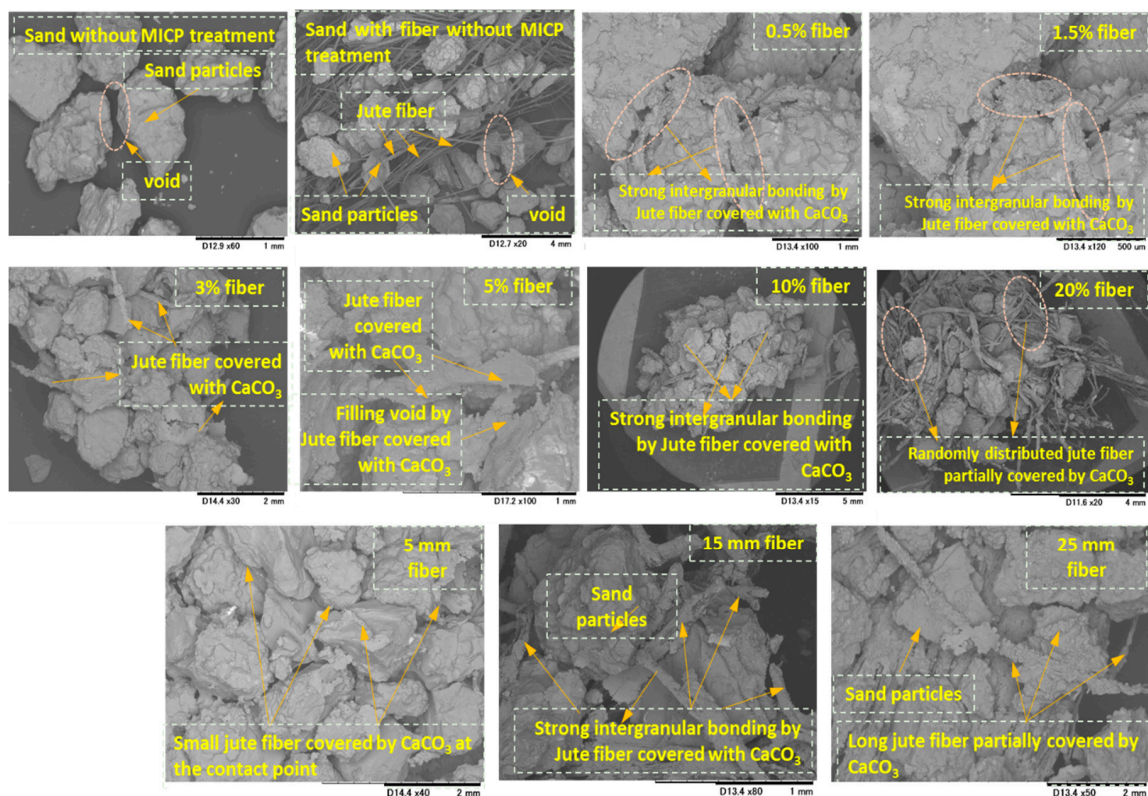 Sand without MICP treatment
Sand particles
void
D12.9 x60 1 mm
Sand with fiber without MICP
treatment
Jute fiber
Sand particles
void
D12.7 x20 4 mm
0.5% fiber
Strong intergranular bonding by
Jute fiber covered with CaCO₃
D13.4 x100 1 mm
1.5% fiber
Strong intergranular bonding by
Jute fiber covered with CaCO₃
D13.4 x120 500 um
3% fiber
Jute fiber covered
with CaCO₃
D14.4 x30 2 mm
5% fiber
Jute fiber
covered
with CaCO₃
Filling void by
Jute fiber covered
with CaCO₃
D17.2 x100 1 mm
10% fiber
Strong intergranular bonding
by Jute fiber covered with
CaCO₃
D13.4 x15 5 mm
20% fiber
Randomly distributed jute fiber
partially covered by CaCO₃
D11.6 x20 4 mm
5 mm
fiber
Small jute fiber covered by CaCO₃ at
the contact point
D14.4 x40 2 mm
15 mm fiber
Sand
particles
Strong intergranular bonding by
Jute fiber covered with CaCO₃
D13.4 x80 1 mm
25 mm
fiber
Sand particles
Long jute fiber partially covered by
CaCO₃
D13.4 x50 2 mm